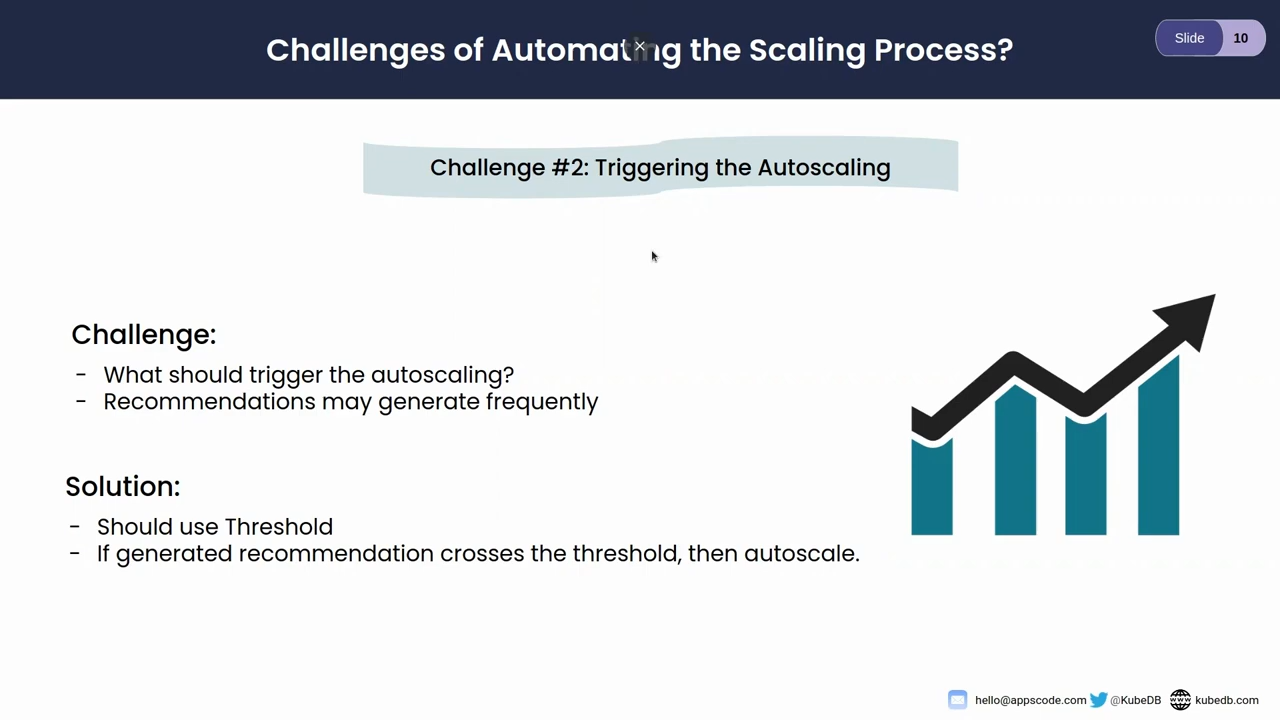 Challenges of Automating the Scaling Process?
Slide 10
Challenge #2: Triggering the Autoscaling
Challenge:
- What should trigger the autoscaling?
- Recommendations may generate frequently
Solution:
- Should use Threshold
- If generated recommendation crosses the threshold, then autoscale.
hello@appscode.com @KubeDB kubedb.com